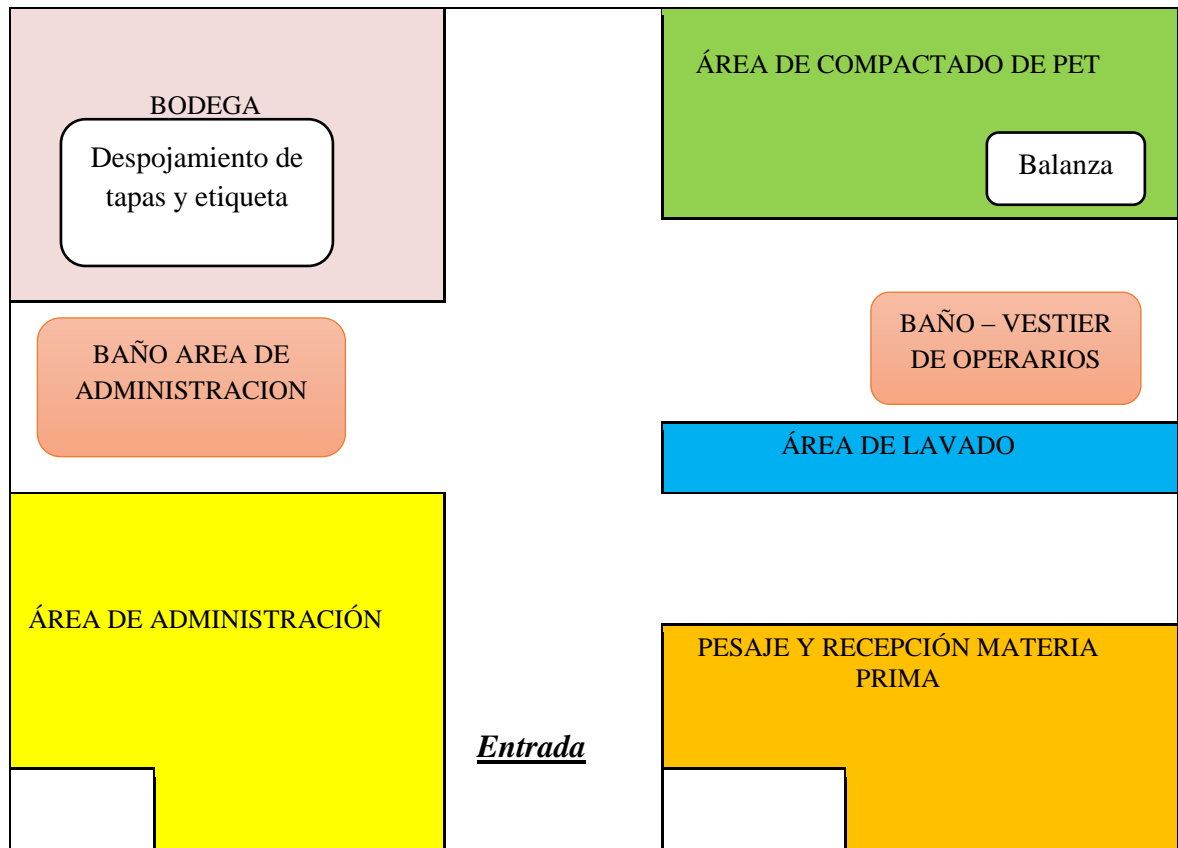 BODEGA
Despojamiento de
tapas y etiqueta
ÁREA DE COMPACTADO DE PET
Balanza
BAÑO AREA DE
ADMINISTRACION
BAÑO – VESTIER
DE OPERARIOS
ÁREA DE LAVADO
ÁREA DE ADMINISTRACIÓN
PESAJE Y RECEPCIÓN MATERIA
PRIMA
Entrada